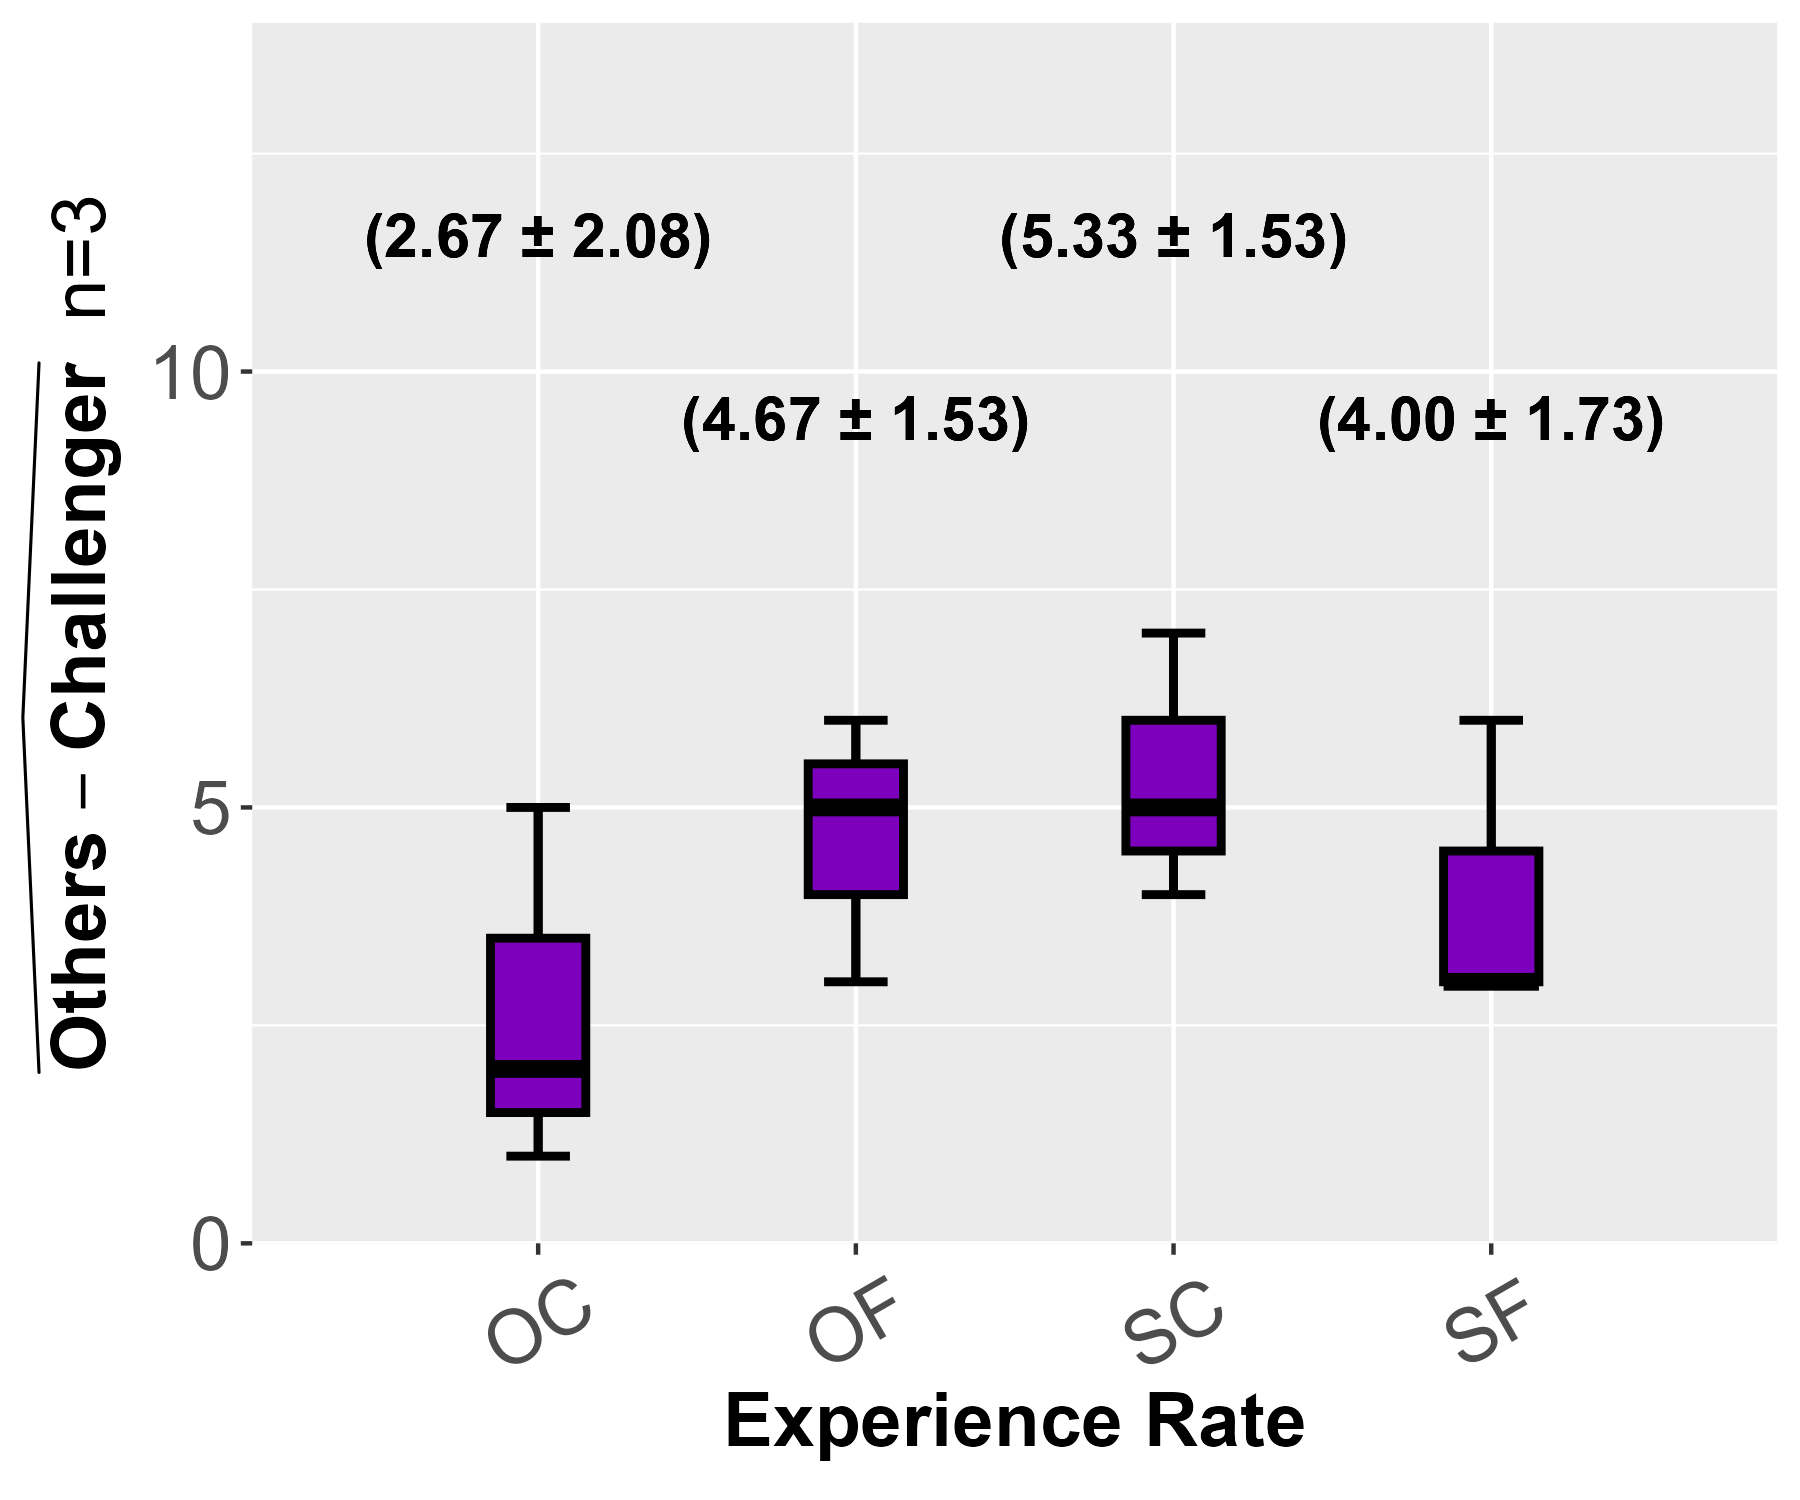 Others – Challenger n=3
(2.67 ± 2.08)
(5.33 ± 1.53)
10
(4.67 ± 1.53)
(4.00 ± 1.73)
5
0
OC
OF
SC
SF
Experience Rate